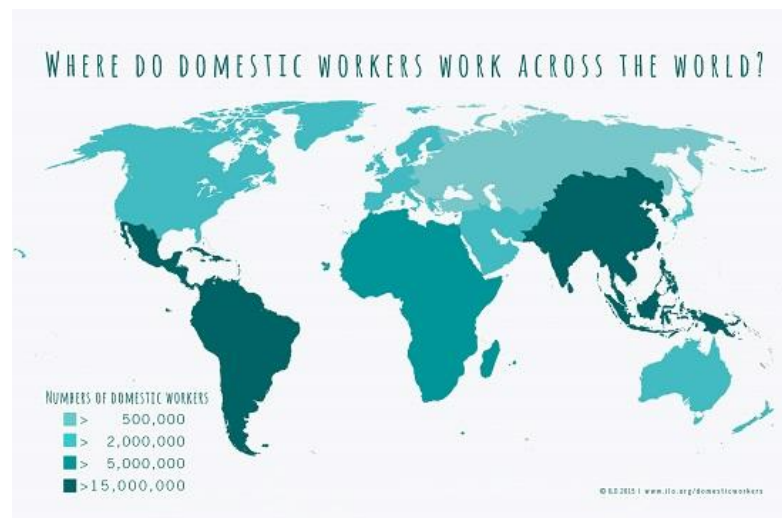 WHERE DO DOMESTIC WORKERS WORK ACROSS THE WORLD?
NUMBERS OF DOMESTIC WORKERS
> 500,000
> 2,000,000
> 5,000,000
>15,000,000
© ILO 2015 | www.ilo.org/domesticworkers